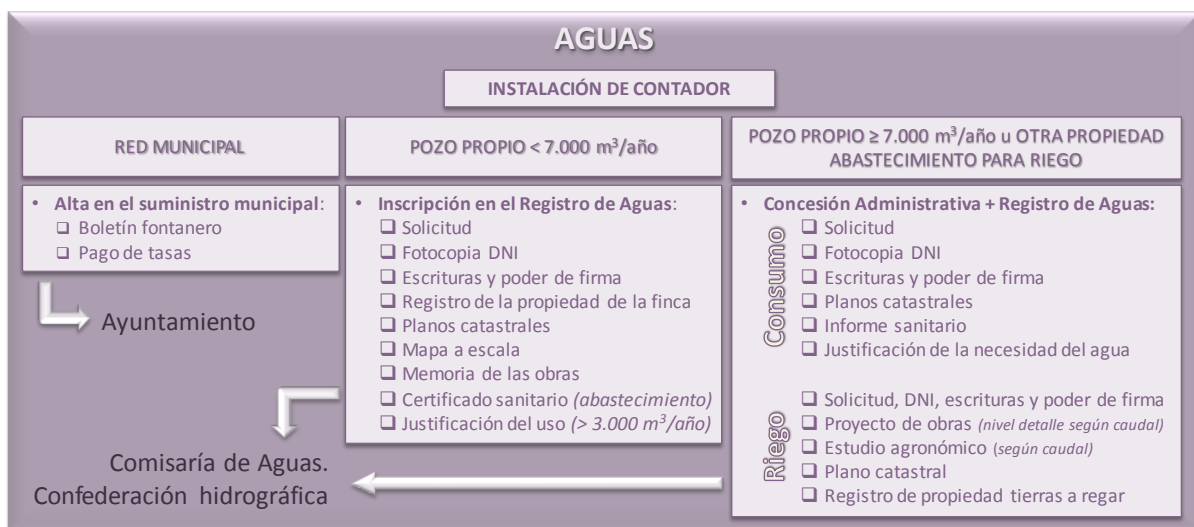 AGUAS
INSTALACIÓN DE CONTADOR
RED MUNICIPAL
• Alta en el suministro municipal:
❑ Boletín fontanero
❑ Pago de tasas
Ayuntamiento
POZO PROPIO < 7.000 m³/año
• Inscripción en el Registro de Aguas:
❑ Solicitud
❑ Fotocopia DNI
❑ Escrituras y poder de firma
❑ Registro de la propiedad de la finca
❑ Planos catastrales
❑ Mapa a escala
❑ Memoria de las obras
❑ Certificado sanitario (abastecimiento)
❑ Justificación del uso (> 3.000 m³/año)
Comisaría de Aguas.
Confederación hidrográfica
POZO PROPIO ≥ 7.000 m³/año u OTRA PROPIEDAD
ABASTECIMIENTO PARA RIEGO
• Concesión Administrativa + Registro de Aguas:
Consumo
❑ Solicitud
❑ Fotocopia DNI
❑ Escrituras y poder de firma
❑ Planos catastrales
❑ Informe sanitario
❑ Justificación de la necesidad del agua
Riego
❑ Solicitud, DNI, escrituras y poder de firma
❑ Proyecto de obras (nivel detalle según caudal)
❑ Estudio agronómico (según caudal)
❑ Plano catastral
❑ Registro de propiedad tierras a regar